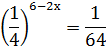 (1/4)^(6−2x) = 1/64